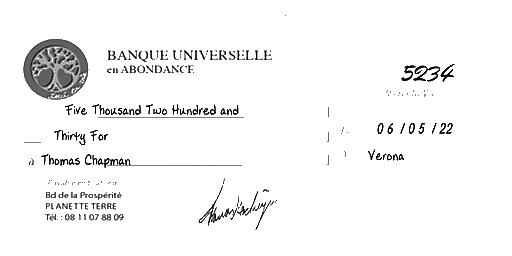 BANQUE UNIVERSELLE
en ABONDANCE
5234
Five Thousand Two Hundred and
06/05/22
Thirty For
à Thomas Chapman
Verona
Bd de la Prospérité
PLANETTE TERRE
Tél. : 08 11 07 88 09